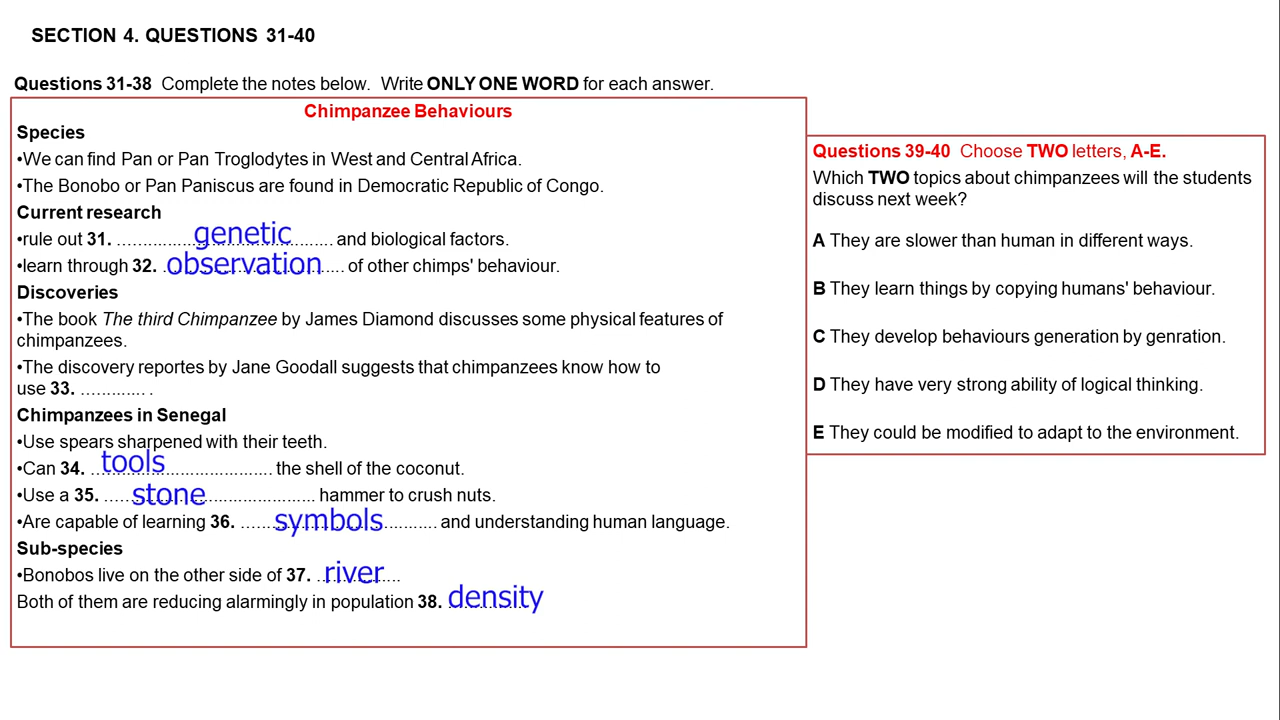 SECTION 4. QUESTIONS 31-40
Questions 31-38 Complete the notes below. Write ONLY ONE WORD for each answer.
Chimpanzee Behaviours
Species
•We can find Pan or Pan Troglodytes in West and Central Africa.
•The Bonobo or Pan Paniscus are found in Democratic Republic of Congo.
Current research
•rule out 31. .......genetic....... and biological factors.
•learn through 32. .observation.... of other chimps' behaviour.
Discoveries
•The book The third Chimpanzee by James Diamond discusses some physical features of
chimpanzees.
•The discovery reportes by Jane Goodall suggests that chimpanzees know how to
use 33. ............. .
Chimpanzees in Senegal
•Use spears sharpened with their teeth.
•Can 34. ..tools.................... the shell of the coconut.
•Use a 35. .....stone..................... hammer to crush nuts.
•Are capable of learning 36. ......symbols.......... and understanding human language.
Sub-species
•Bonobos live on the other side of 37. .river...
Both of them are reducing alarmingly in population 38. density
Questions 39-40 Choose TWO letters, A-E.
Which TWO topics about chimpanzees will the students
discuss next week?
A They are slower than human in different ways.
B They learn things by copying humans' behaviour.
C They develop behaviours generation by genration.
D They have very strong ability of logical thinking.
E They could be modified to adapt to the environment.